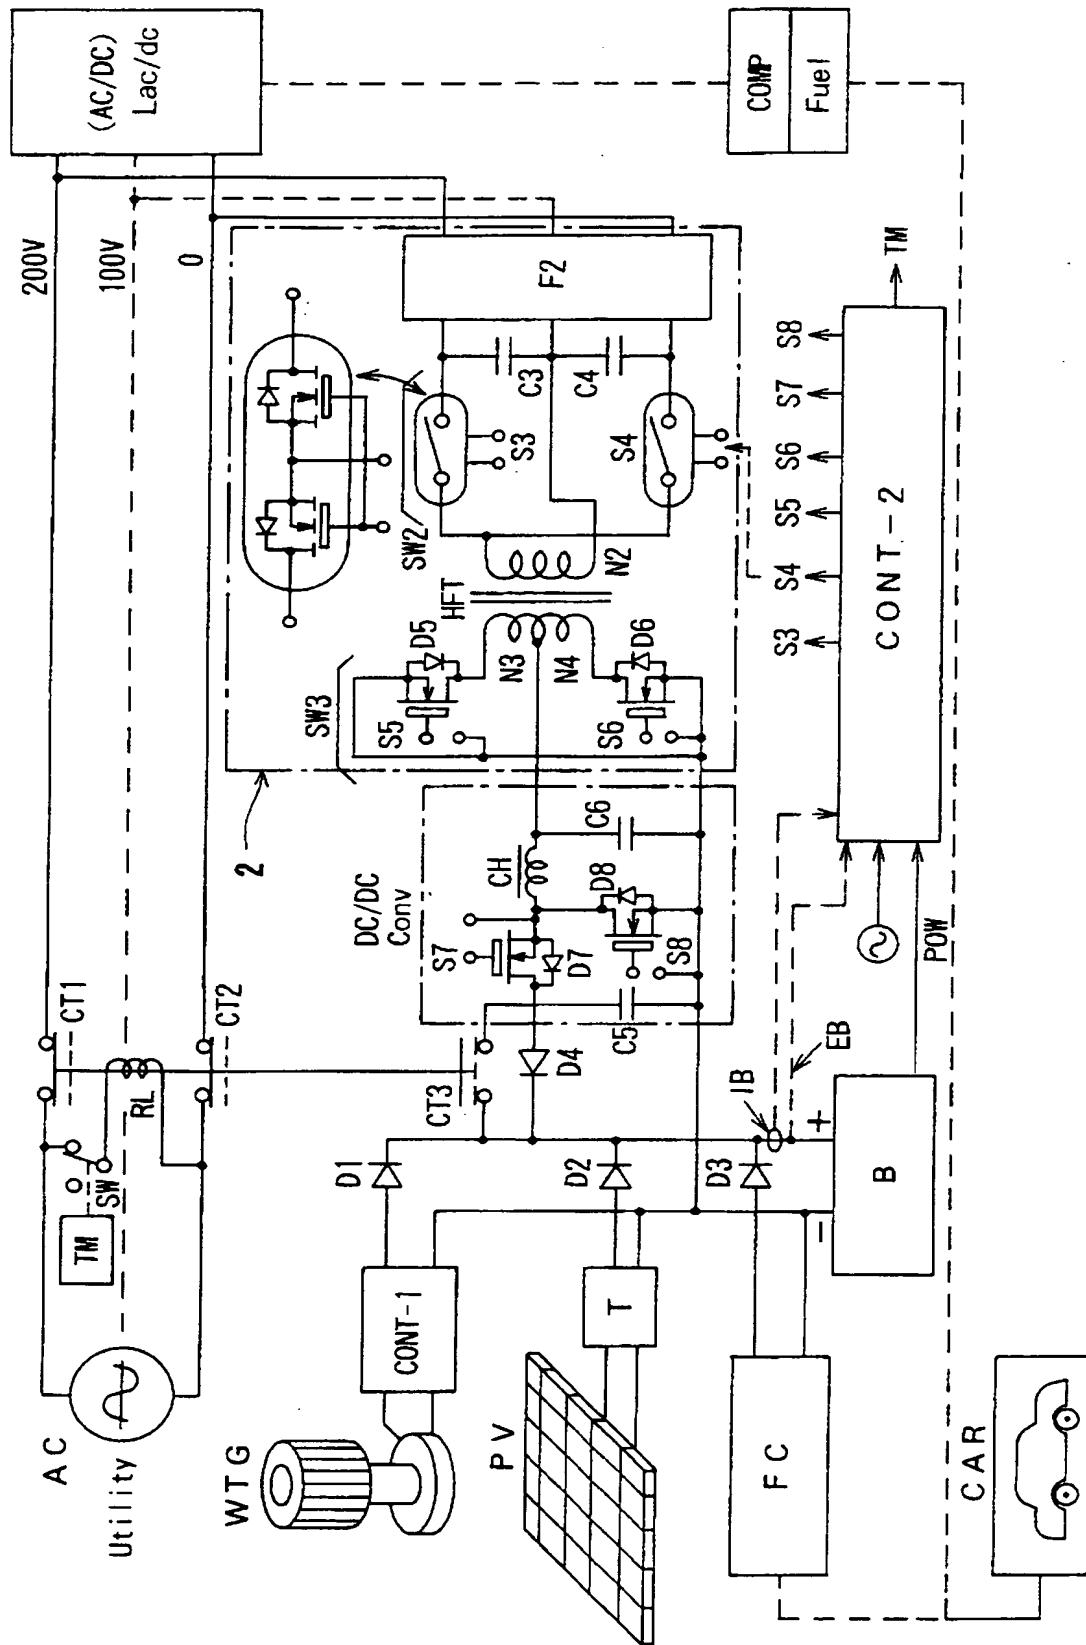 AC
Utility
TM
SW
RL
CT1
CT2
200V
100V
0
(AC/DC)
Lac/dc
WTG
CONT-1
D1
CT3
D4
C5
DC/DC
Conv
S7
D7
CH
D8
S8
C6
2
SW3
S5
D5
N3
N4
S6
D6
HFT
N2
SW2
S3
S4
C3
C4
F2
PV
T
D2
D3
IB
EB
FC
B
+
-
POW
CONT-2
S3
S4
S5
S6
S7
S8
TM
COMP
Fuel
CAR